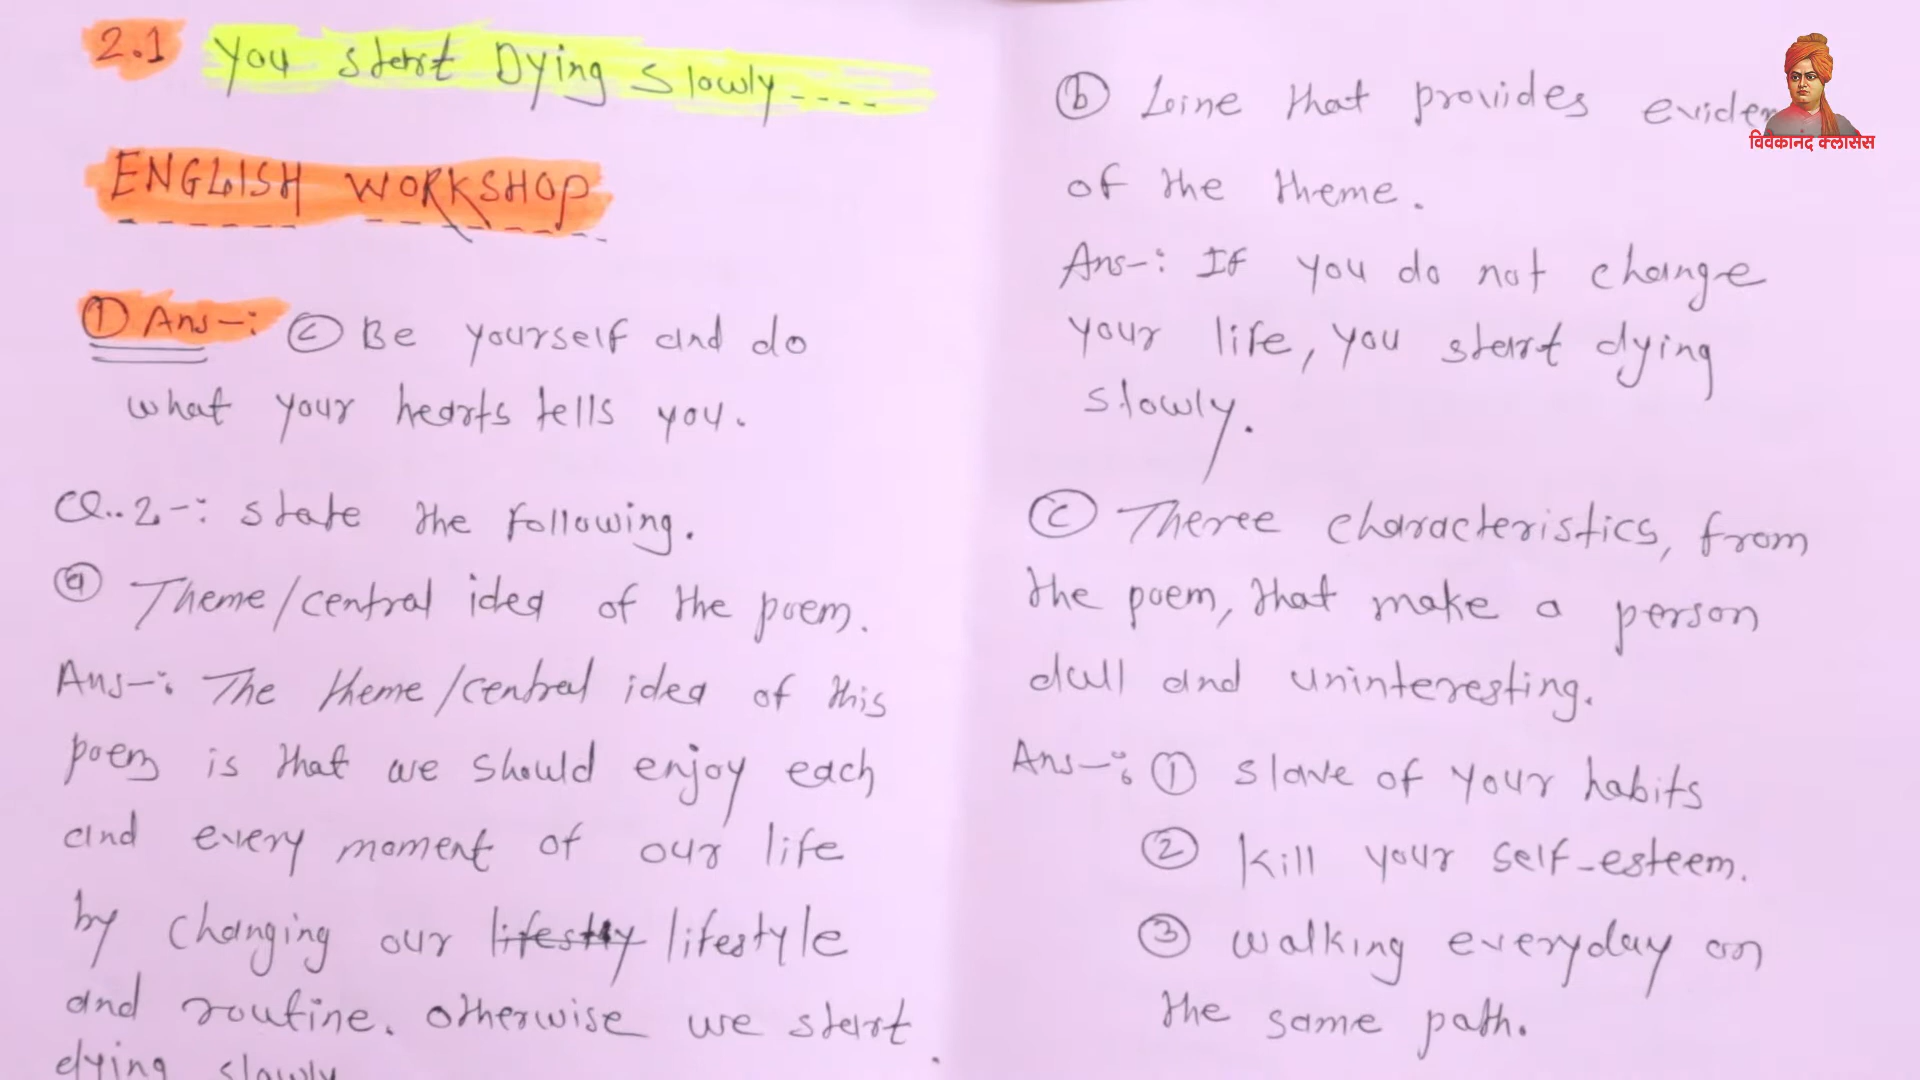 2.1 You start Dying Slowly ....
ENGLISH WORKSHOP
① Ans-: ⓒ Be yourself and do
what your hearts tells you.
Q..2-: state the following.
ⓐ Theme/central idea of the poem.
Ans-: The theme/central idea of this
poem is that we should enjoy each
and every moment of our life
by changing our lifestly lifestyle
and routine. otherwise we start
dying slowly.
ⓑ Line that provides eviden
of the theme.
Ans-: If you do not change
your life, you start dying
slowly.
ⓒ Theree characteristics, from
the poem, that make a person
dull and uninteresting.
Ans-: ① slave of your habits
② kill your self-esteem.
③ walking everyday on
the same path.
विवेकानंद क्लासेस